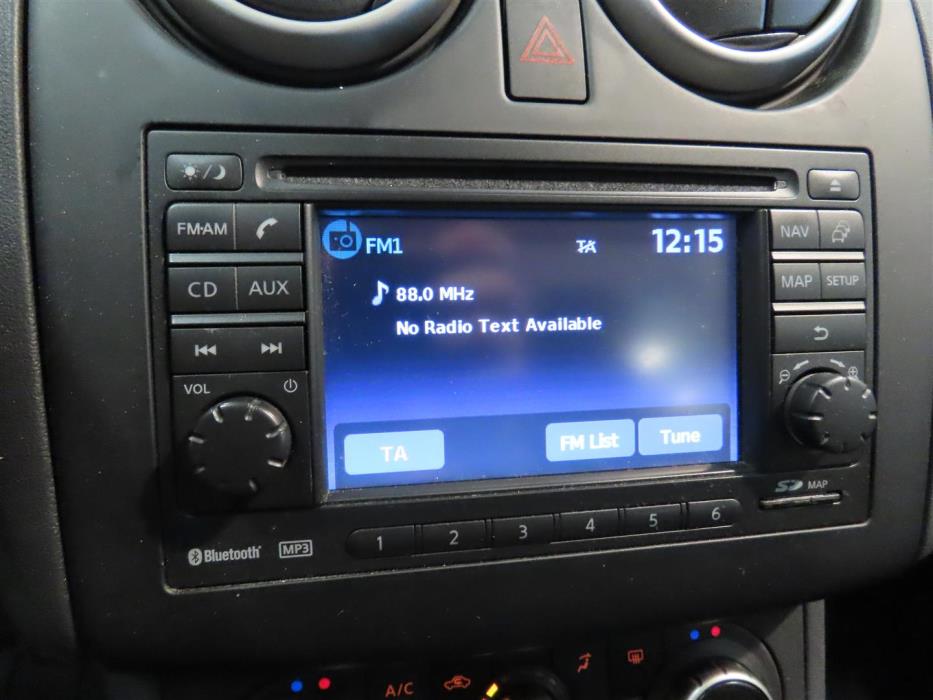 FM·AM
CD AUX
VOL
FM1 TA 12:15
88.0 MHz
No Radio Text Available
TA FM List Tune
NAV
MAP SETUP
SD MAP
1 2 3 4 5 6
Bluetooth MP3
A/C